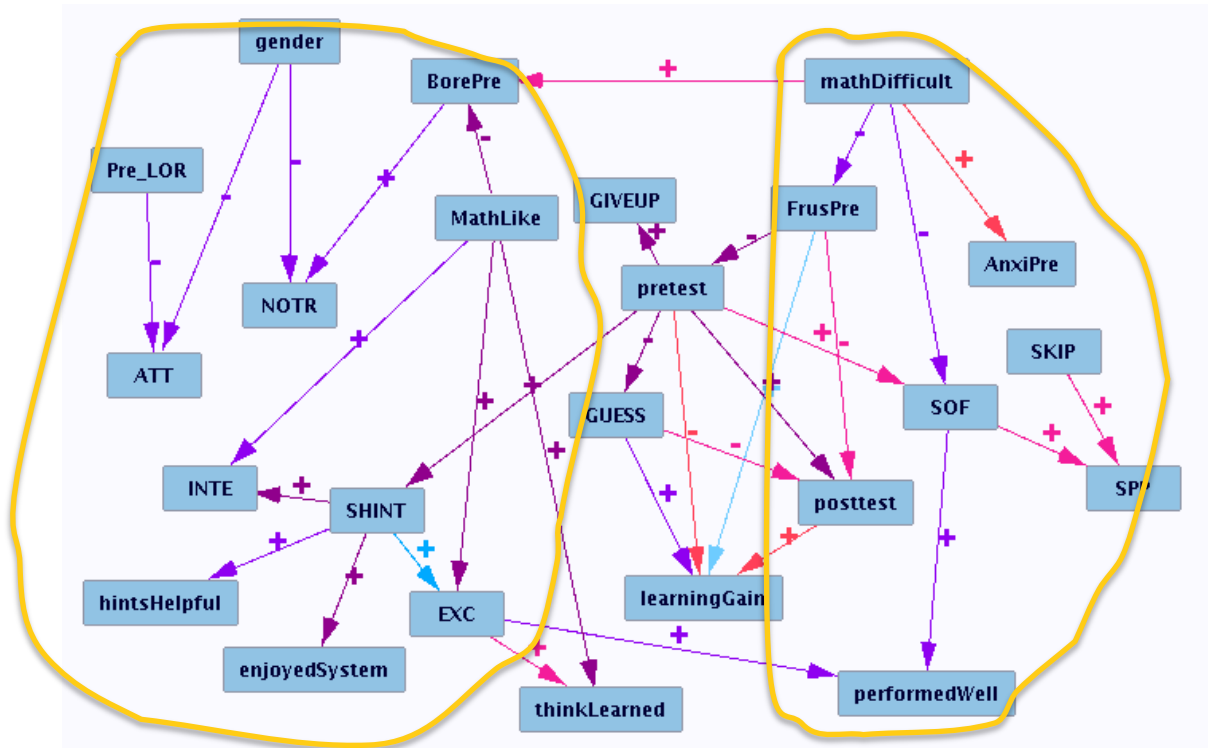 gender
BorePre
mathDifficult
Pre_LOR
MathLike
GIVEUP
FrusPre
AnxiPre
pretest
NOTR
ATT
SKIP
GUESS
SOF
INTE
SHINT
posttest
SPP
hintsHelpful
EXC
learningGain
enjoyedSystem
thinkLearned
performedWell
+
-
-
+
-
-
-
+
-
+
-
+
-
+
-
+
-
+
+
+
-
-
+
+
+
+
+
+
+
+
+
+
+
+